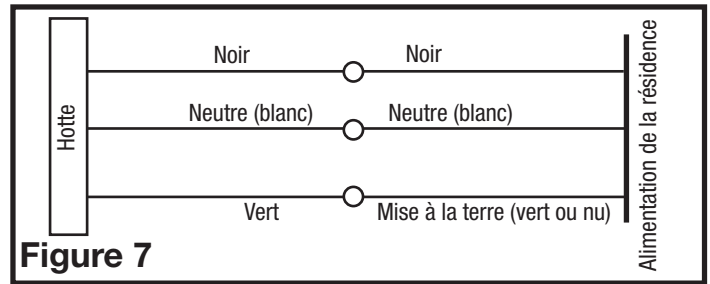 Noir
Noir
Neutre (blanc)
Neutre (blanc)
Hotte
Alimentation de la résidence
Vert
Mise à la terre (vert ou nu)
Figure 7